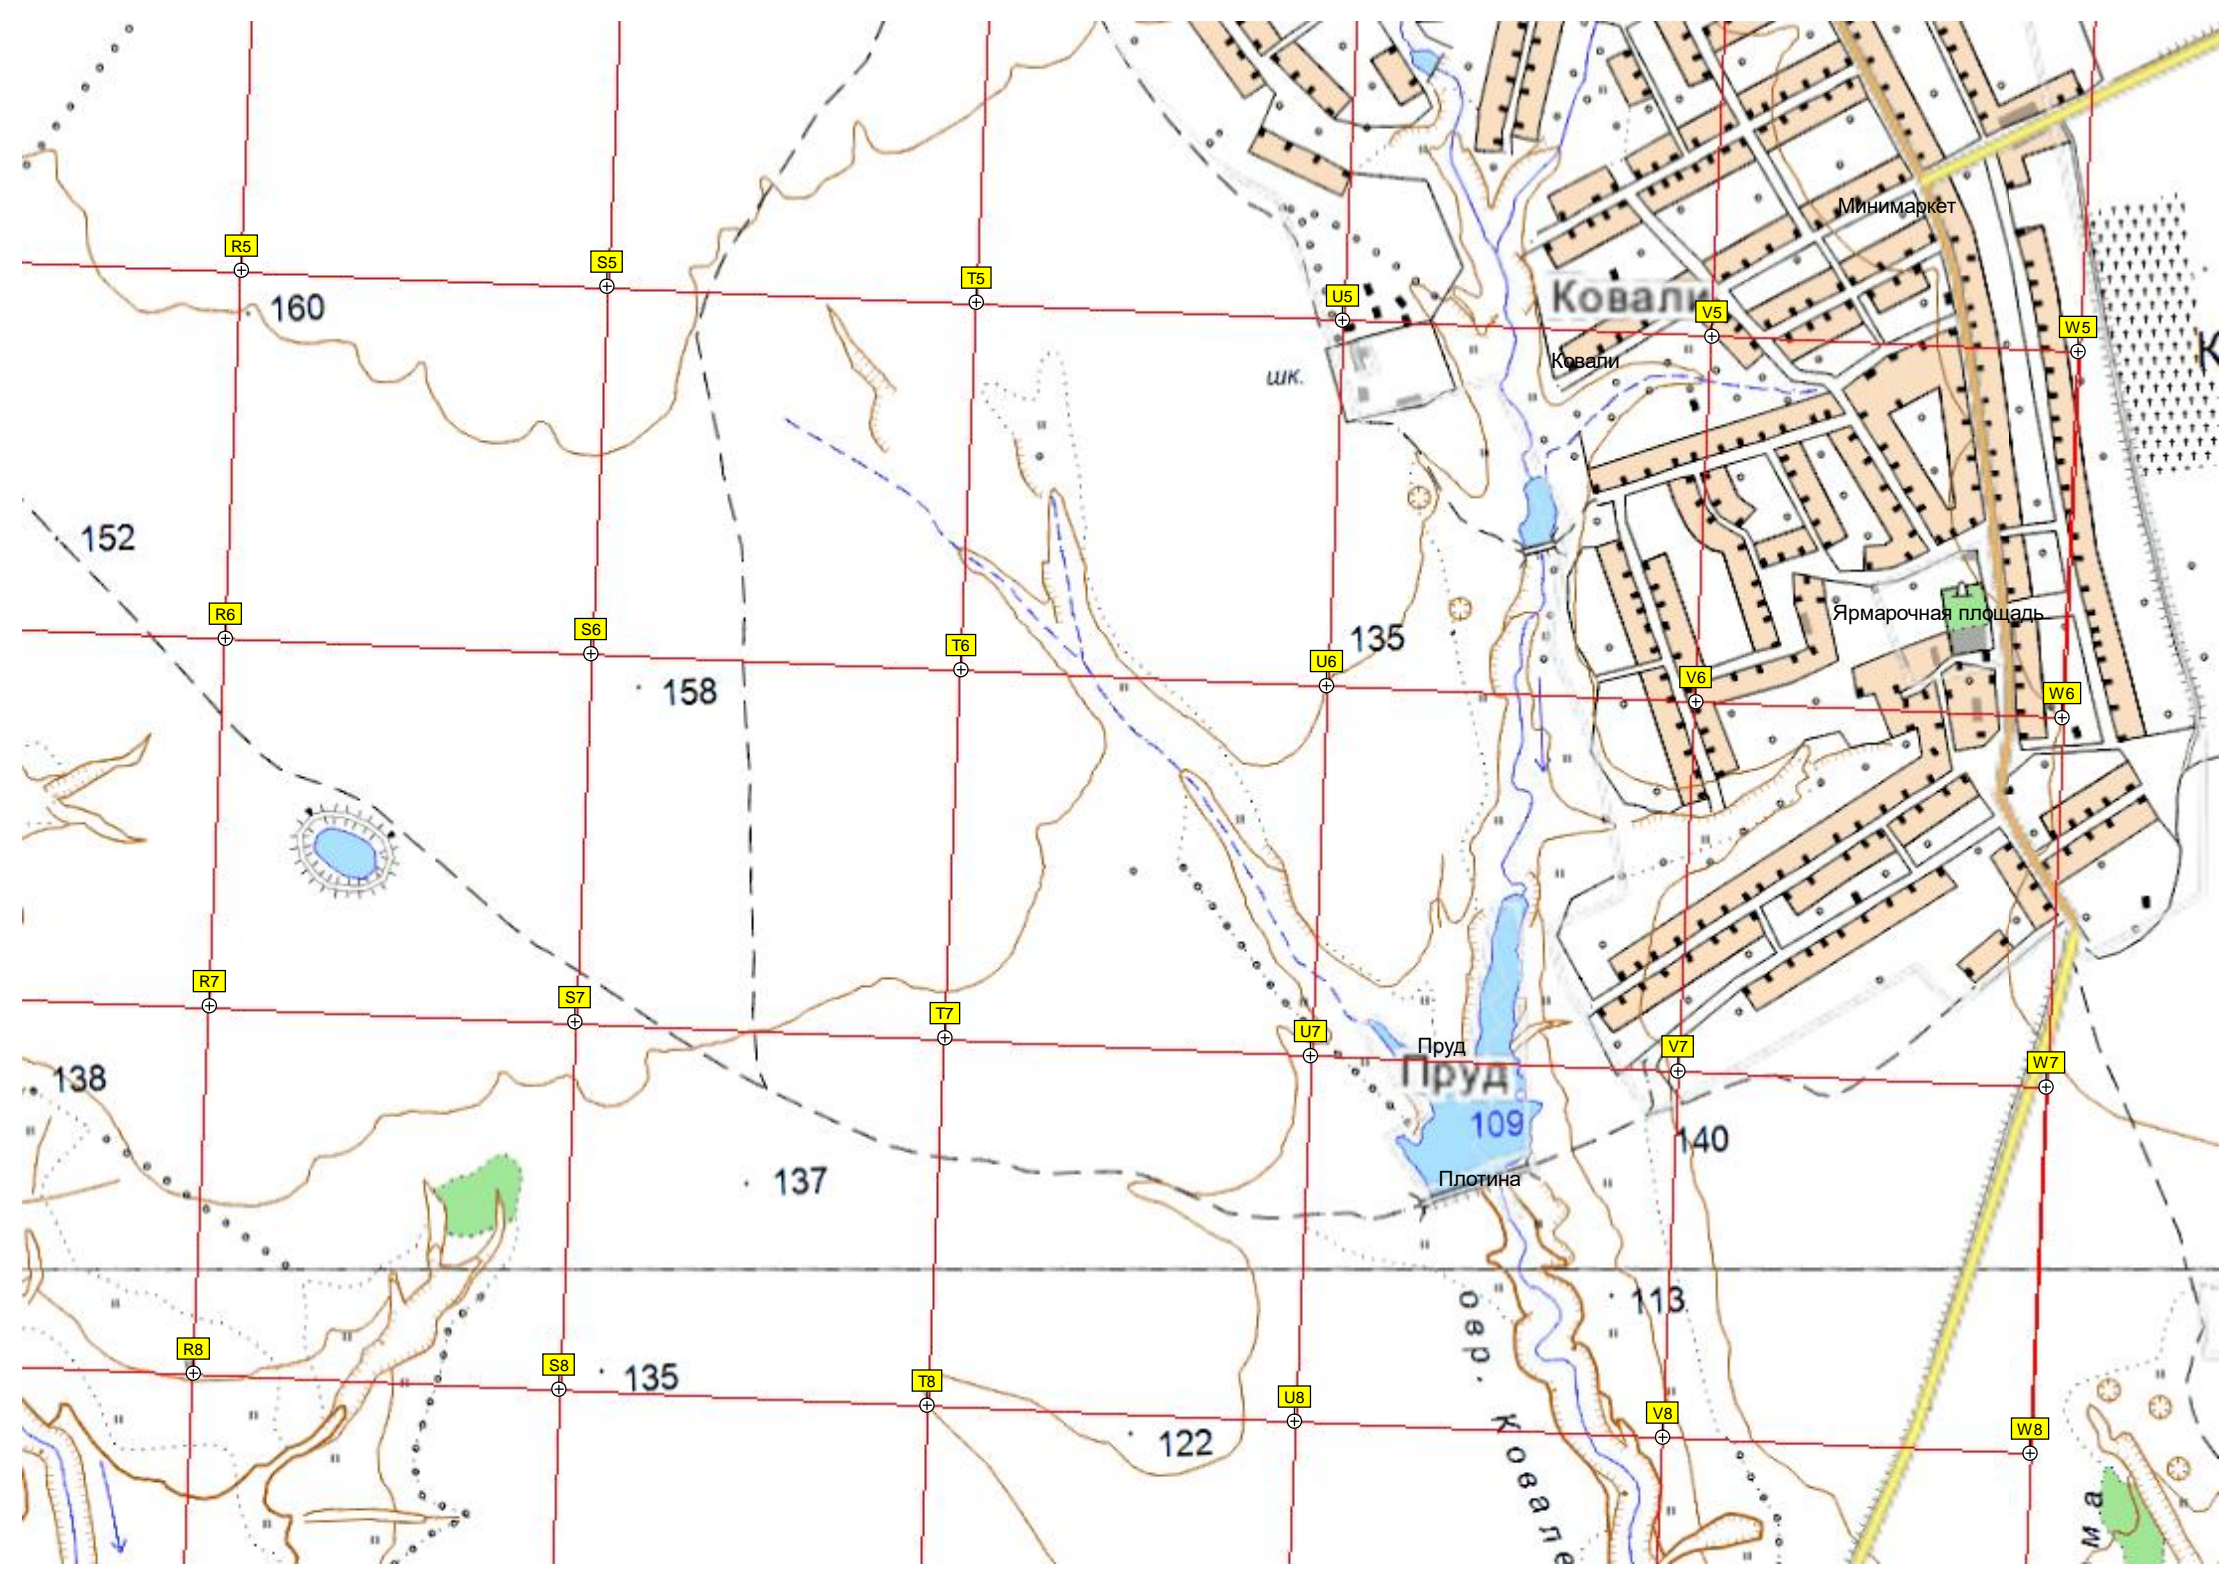 Минимаркет
R5
S5
T5
U5
V5
W5
160
Ковали
К
Ковали
шк.
152
R6
S6
T6
U6
V6
W6
135
Ярмарочная площадь
158
R7
S7
T7
U7
V7
W7
Пруд
Пруд
138
109
140
137
Плотина
113
R8
S8
T8
U8
V8
W8
135
122
овр. Ковале
ма